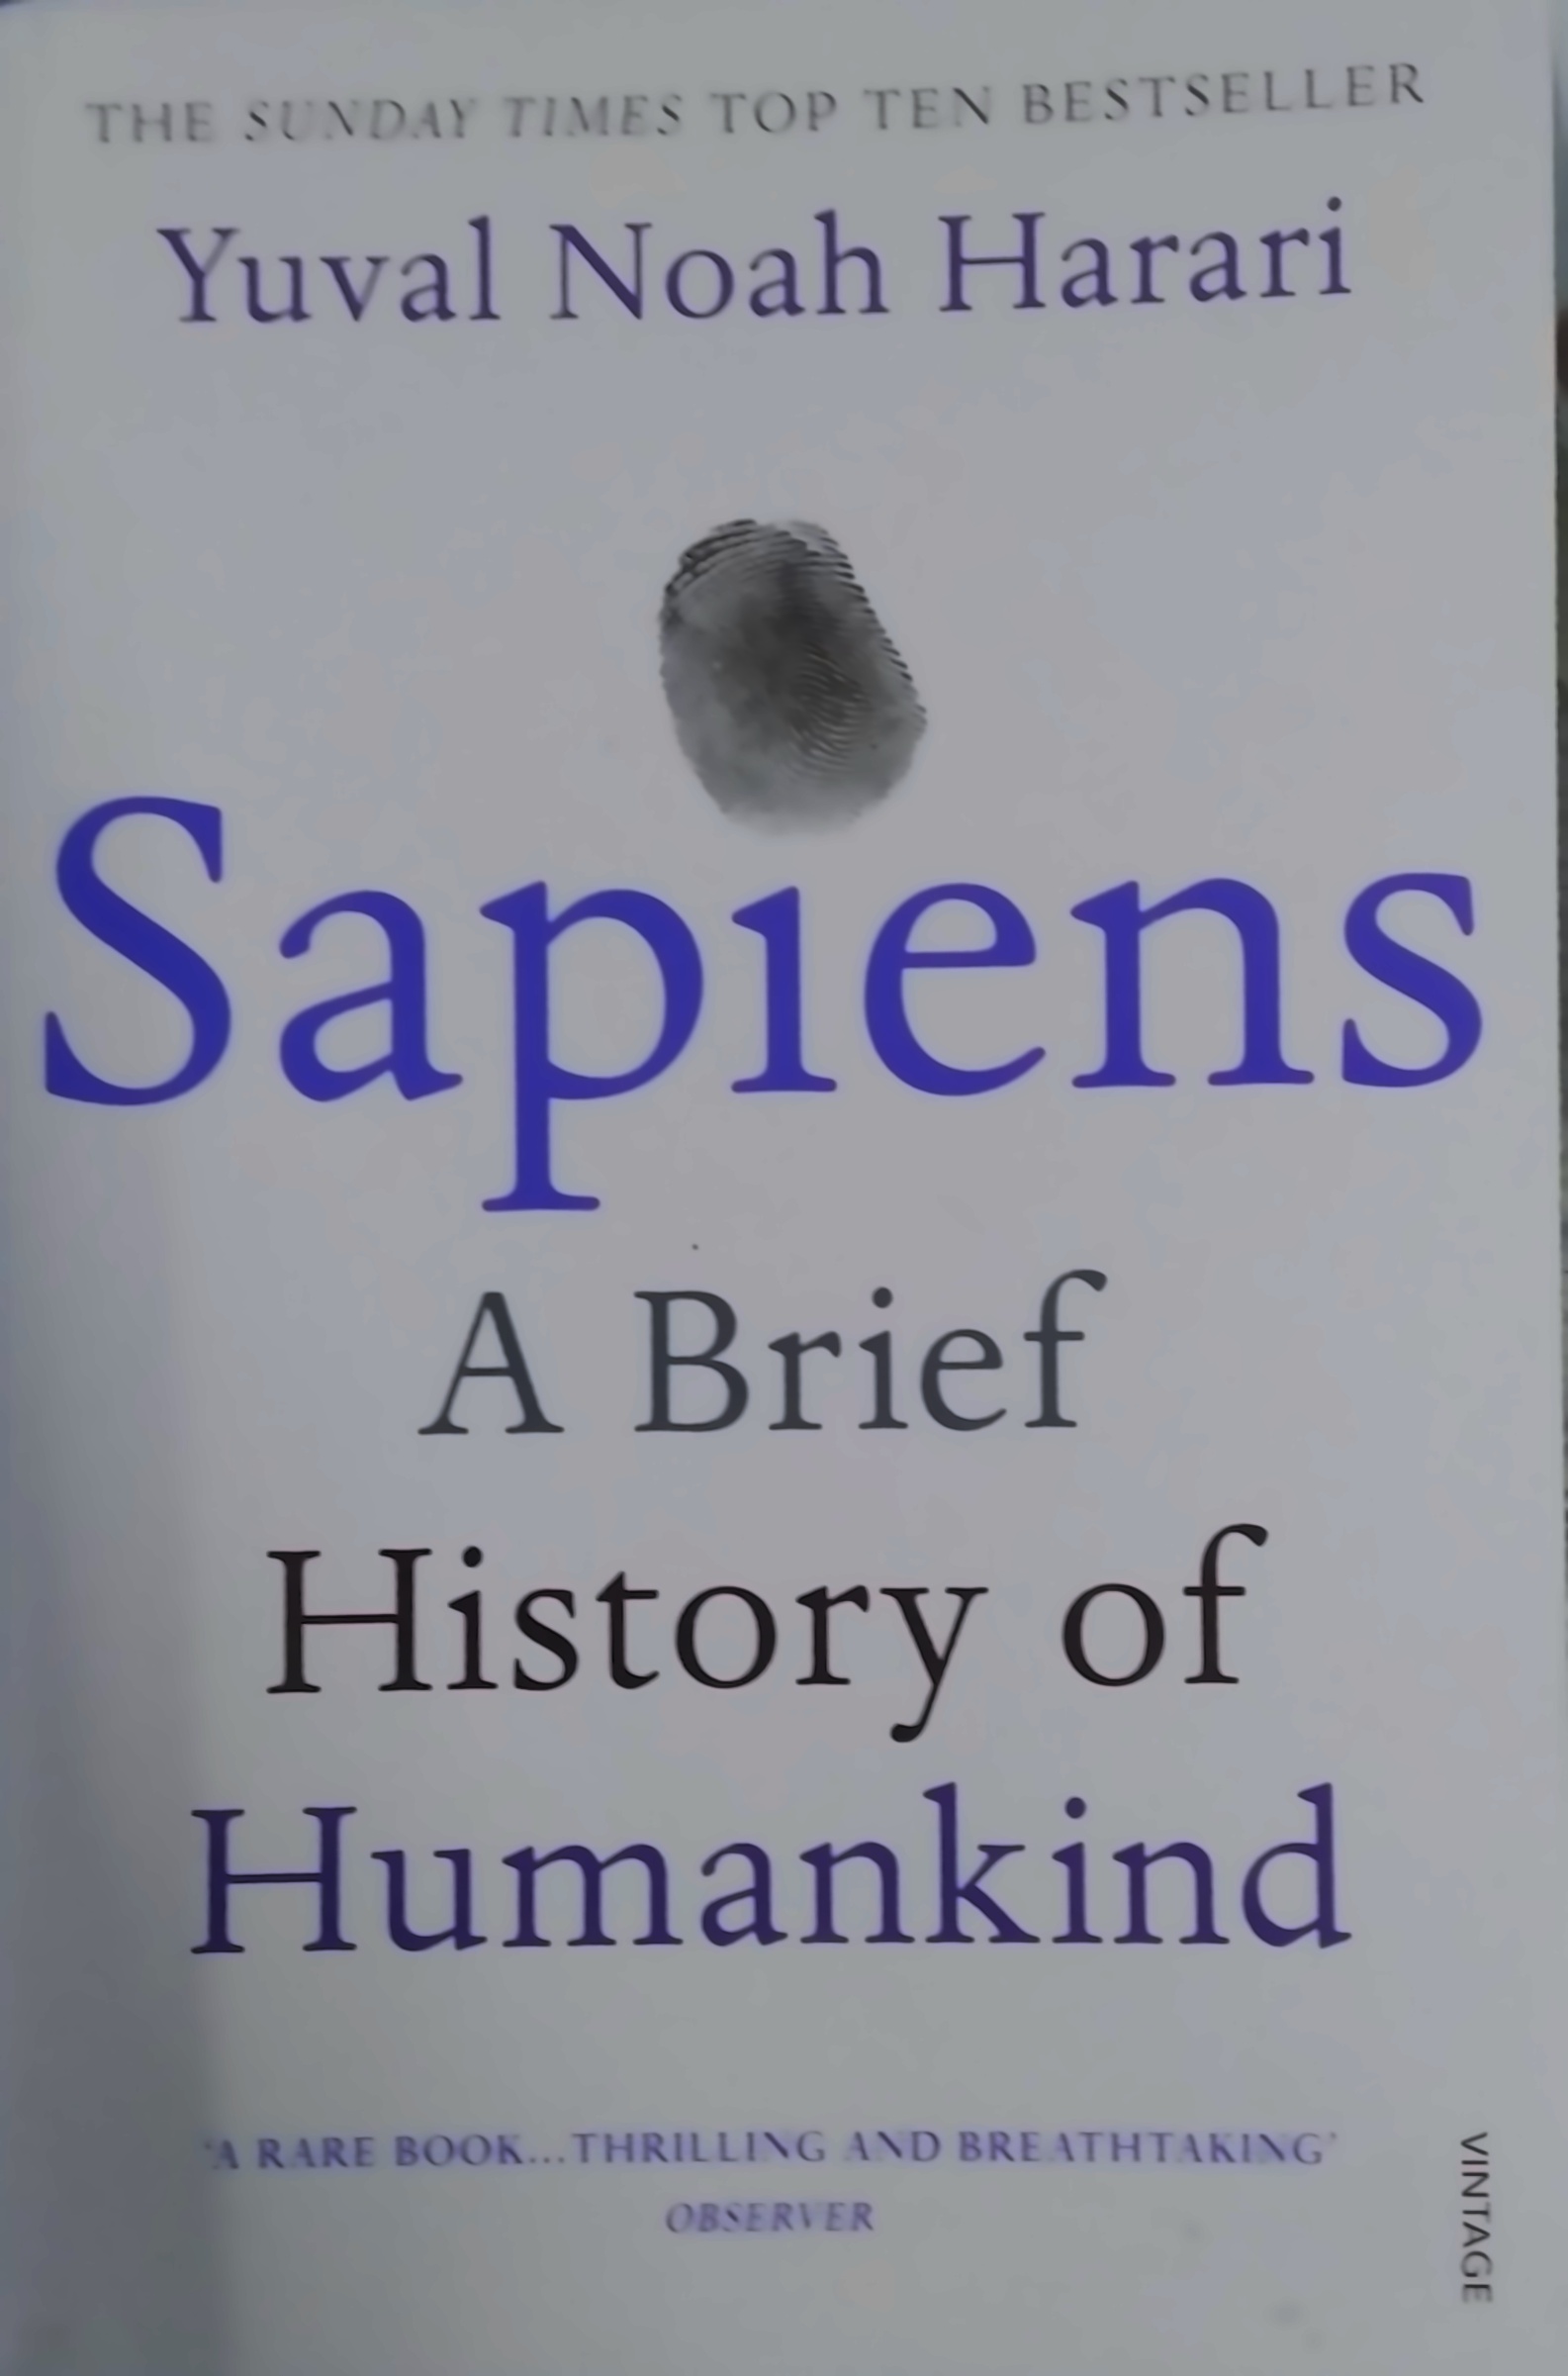 THE SUNDAY TIMES TOP TEN BESTSELLER
Yuval Noah Harari
Sapiens
A Brief
History of
Humankind
'A RARE BOOK...THRILLING AND BREATHTAKING'
OBSERVER
VINTAGE